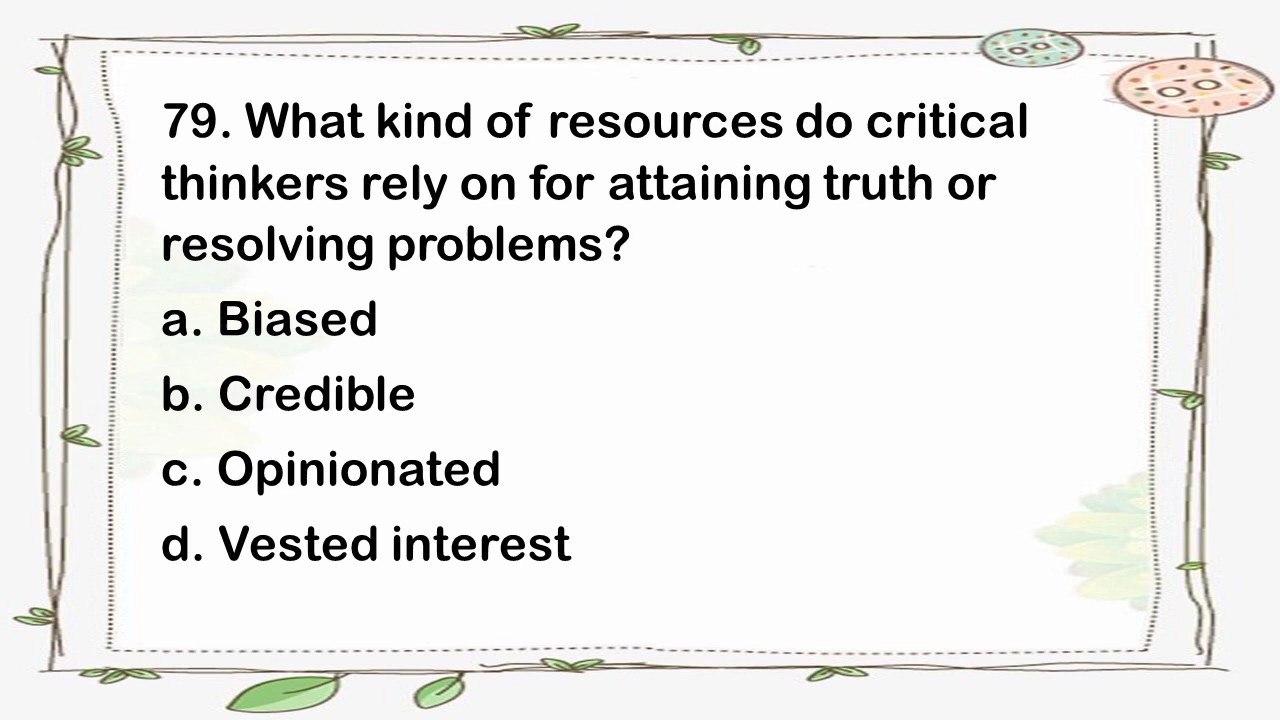 79. What kind of resources do critical
thinkers rely on for attaining truth or
resolving problems?
a. Biased
b. Credible
c. Opinionated
d. Vested interest